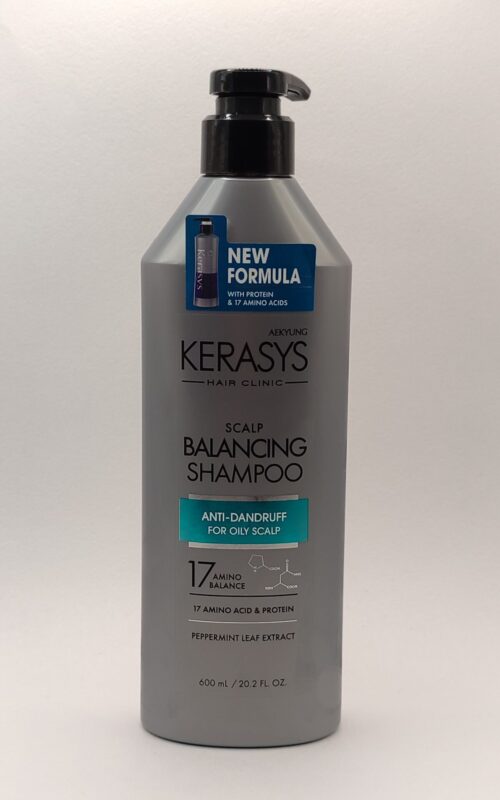 NEW
FORMULA
WITH PROTEIN
& 17 AMINO ACIDS
Kerasys
AEKYUNG
KERASYS
HAIR CLINIC
SCALP
BALANCING
SHAMPOO
ANTI-DANDRUFF
FOR OILY SCALP
17 AMINO
BALANCE
17 AMINO ACID & PROTEIN
PEPPERMINT LEAF EXTRACT
600 mL / 20.2 FL. OZ.